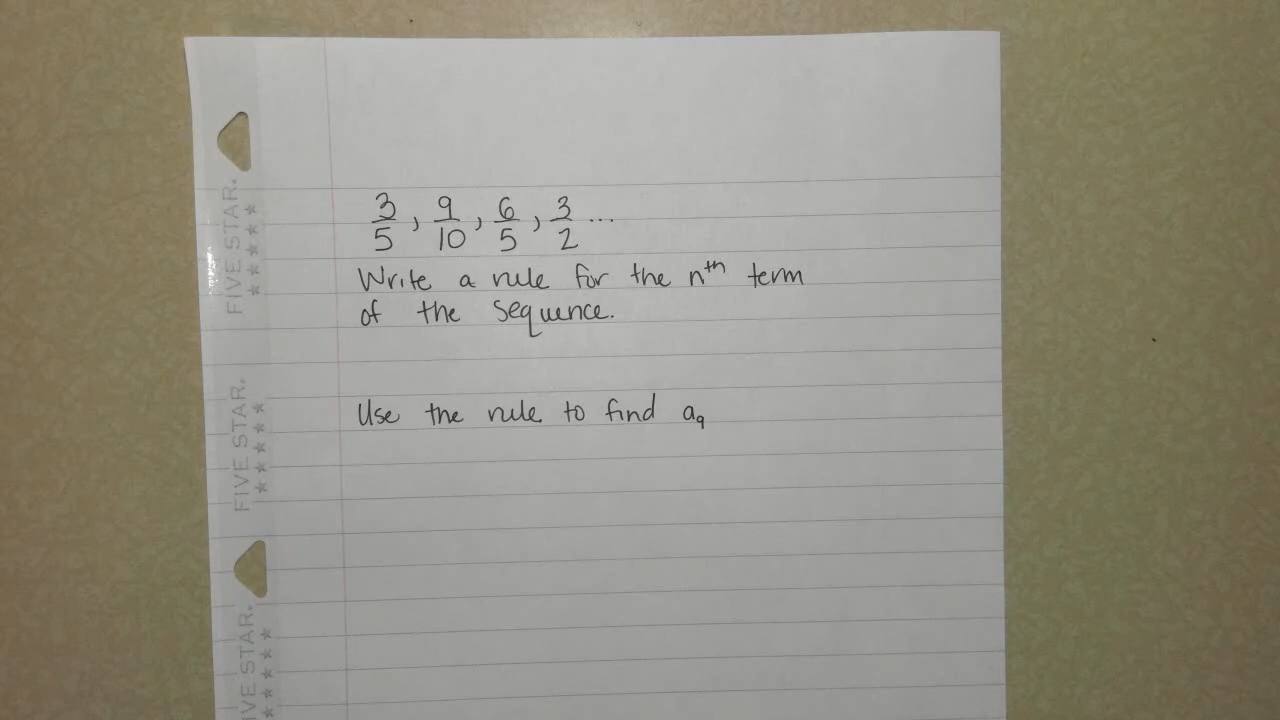 3/5, 9/10, 6/5, 3/2 ...
Write a rule for the nth term
of the sequence.
Use the rule to find a₉
FIVE STAR.
★★★★★
FIVE STAR.
★★★★★
FIVE STAR.
★★★★★